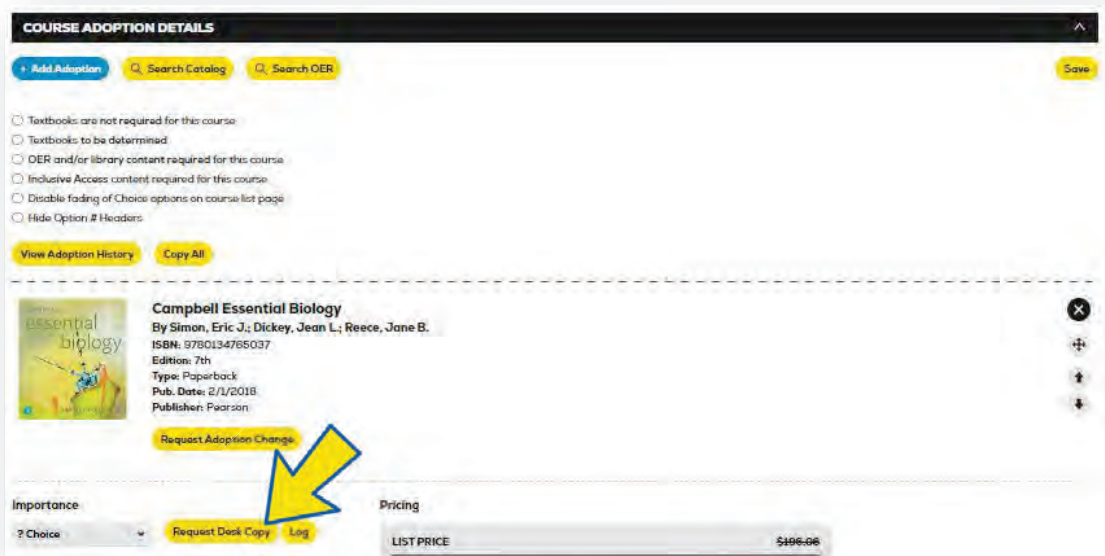 COURSE ADOPTION DETAILS
+ Add Adoption Search Catalog Search OER Save
Textbooks are not required for this course
Textbooks to be determined
OER and/or library content required for this course
Inclusive Access content required for this course
Disable fading of Choice options on course list page
Hide Option # Headers
View Adoption History Copy All
essential
biology
Campbell Essential Biology
By Simon, Eric J.; Dickey, Jean L.; Reece, Jane B.
ISBN: 9780134765037
Edition: 7th
Type: Paperback
Pub. Date: 2/1/2018
Publisher: Pearson
Request Adoption Change
Importance Pricing
? Choice Request Desk Copy Log
LIST PRICE $196.06